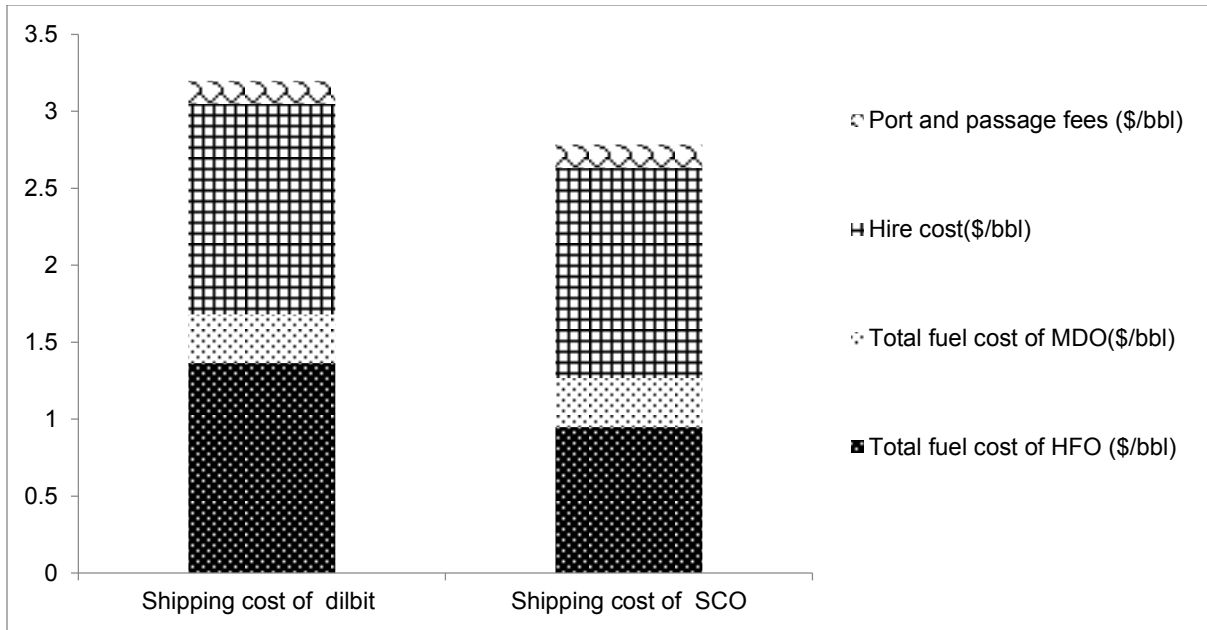 3.5
3
2.5
2
1.5
1
0.5
0
Shipping cost of dilbit
Shipping cost of SCO
Port and passage fees ($/bbl)
Hire cost($/bbl)
Total fuel cost of MDO($/bbl)
Total fuel cost of HFO ($/bbl)